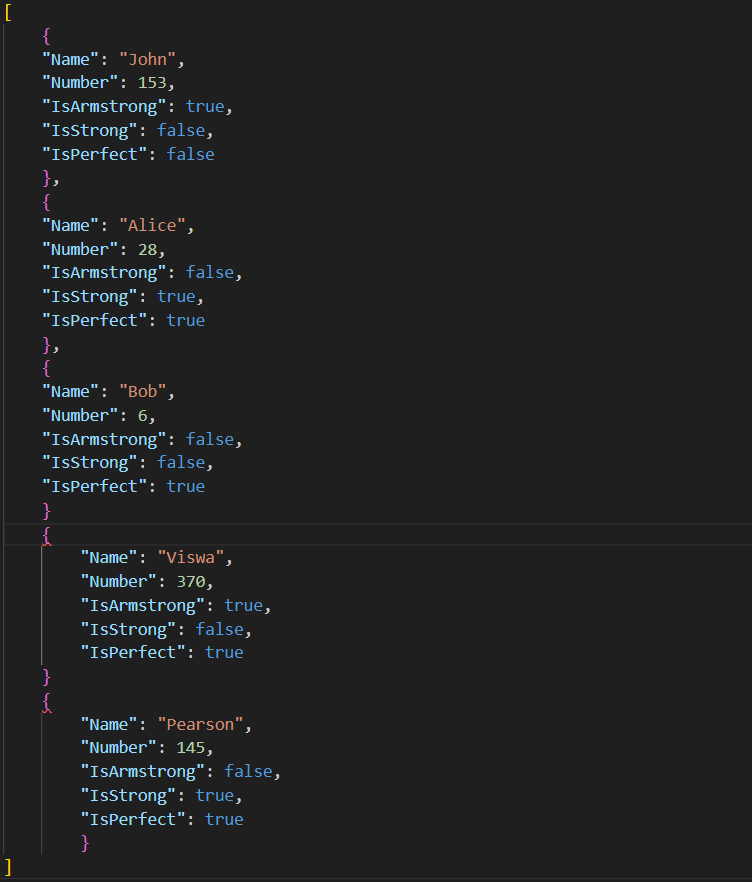 [
{
"Name": "John",
"Number": 153,
"IsArmstrong": true,
"IsStrong": false,
"IsPerfect": false
},
{
"Name": "Alice",
"Number": 28,
"IsArmstrong": false,
"IsStrong": true,
"IsPerfect": true
},
{
"Name": "Bob",
"Number": 6,
"IsArmstrong": false,
"IsStrong": false,
"IsPerfect": true
}
{
"Name": "Viswa",
"Number": 370,
"IsArmstrong": true,
"IsStrong": false,
"IsPerfect": true
}
{
"Name": "Pearson",
"Number": 145,
"IsArmstrong": false,
"IsStrong": true,
"IsPerfect": true
}
]